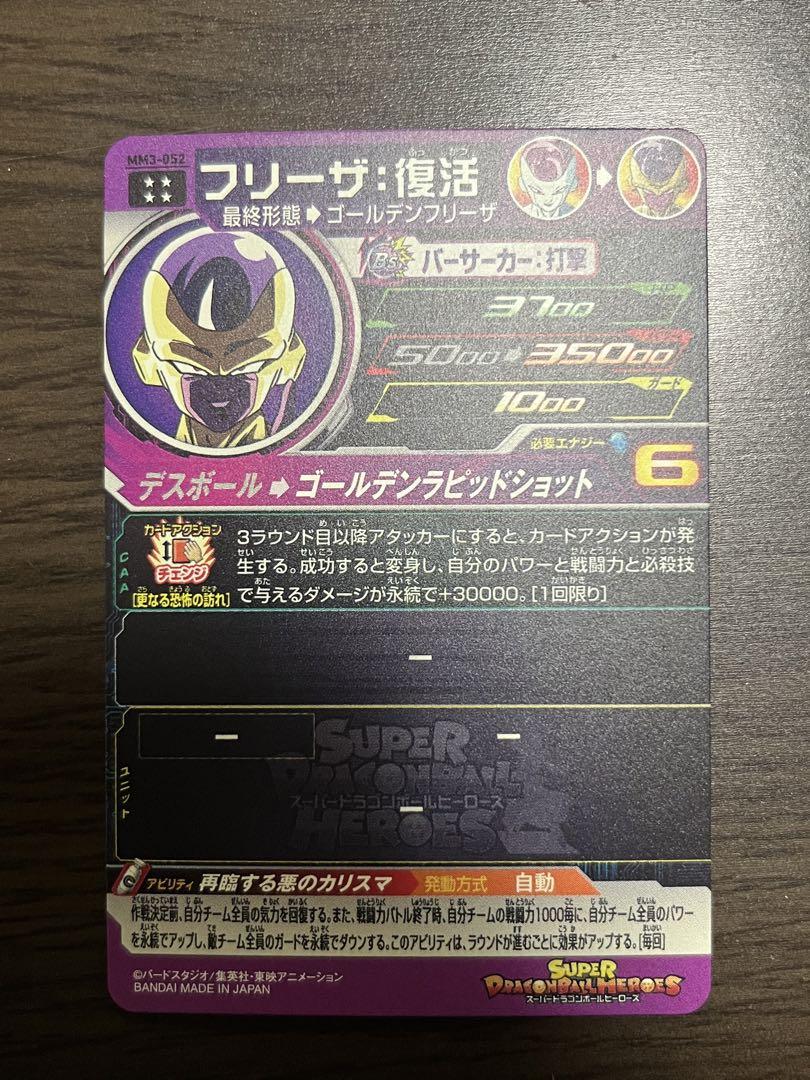 MM3-052
フリーザ:復活
最終形態➡ゴールデンフリーザ
Bs バーサーカー:打撃
3700
5000➡35000
ガード
1000
必要エナジー 6
デスボール➡ゴールデンラピッドショット
カードアクション
チェンジ
[更なる恐怖の訪れ]
CAA
3ラウンド目以降アタッカーにすると、カードアクションが発
生する。成功すると変身し、自分のパワーと戦闘力と必殺技
で与えるダメージが永続で+30000。[1回限り]
ー
ー
ー
ー
ユニット
SUPER
DRAGONBALL
スーパードラゴンボールヒーローズ
HEROES
アビリティ 再臨する悪のカリスマ 発動方式 自動
作戦決定前、自分チーム全員の気力を回復する。また、戦闘力バトル終了時、自分チームの戦闘力1000毎に、自分チーム全員のパワー
を永続でアップし、敵チーム全員のガードを永続でダウンする。このアビリティは、ラウンドが進むごとに効果がアップする。[毎回]
©バードスタジオ/集英社・東映アニメーション
BANDAI MADE IN JAPAN
SUPER
DRAGONBALL HEROES
スーパードラゴンボールヒーローズ